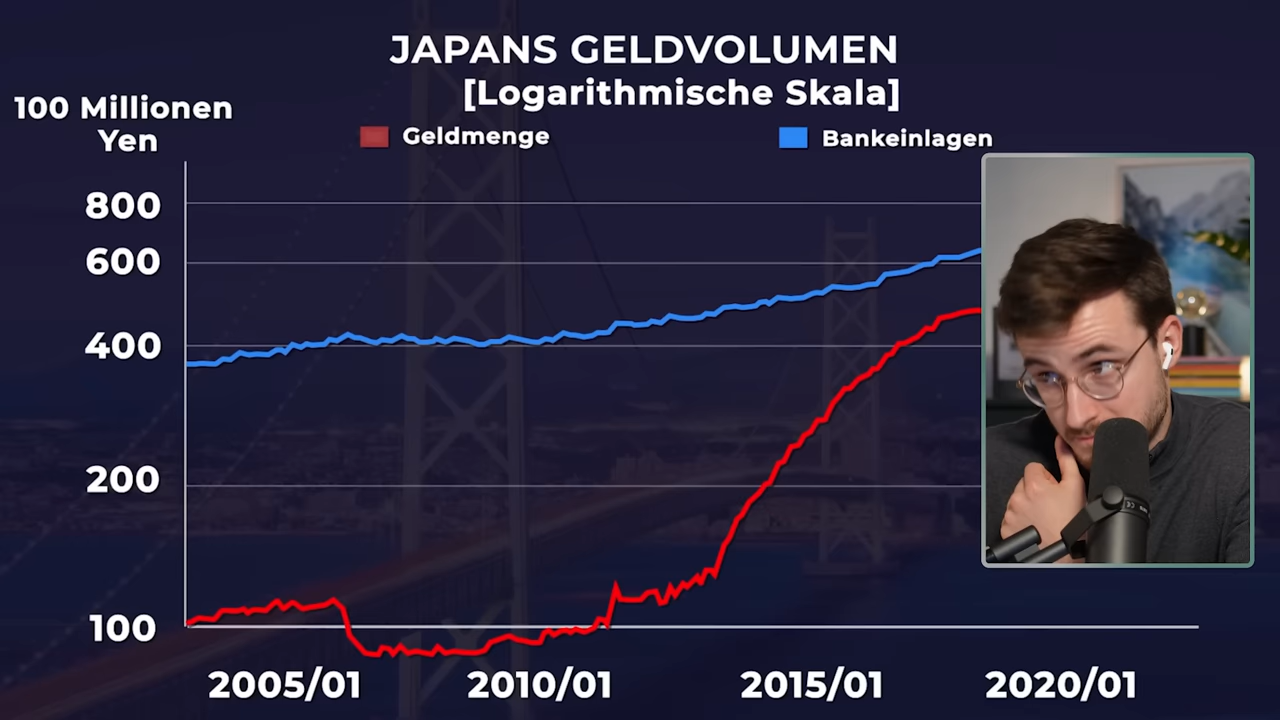 JAPANS GELDVOLUMEN
[Logarithmische Skala]
100 Millionen
Yen
Geldmenge
Bankeinlagen
800
600
400
200
100
2005/01
2010/01
2015/01
2020/01